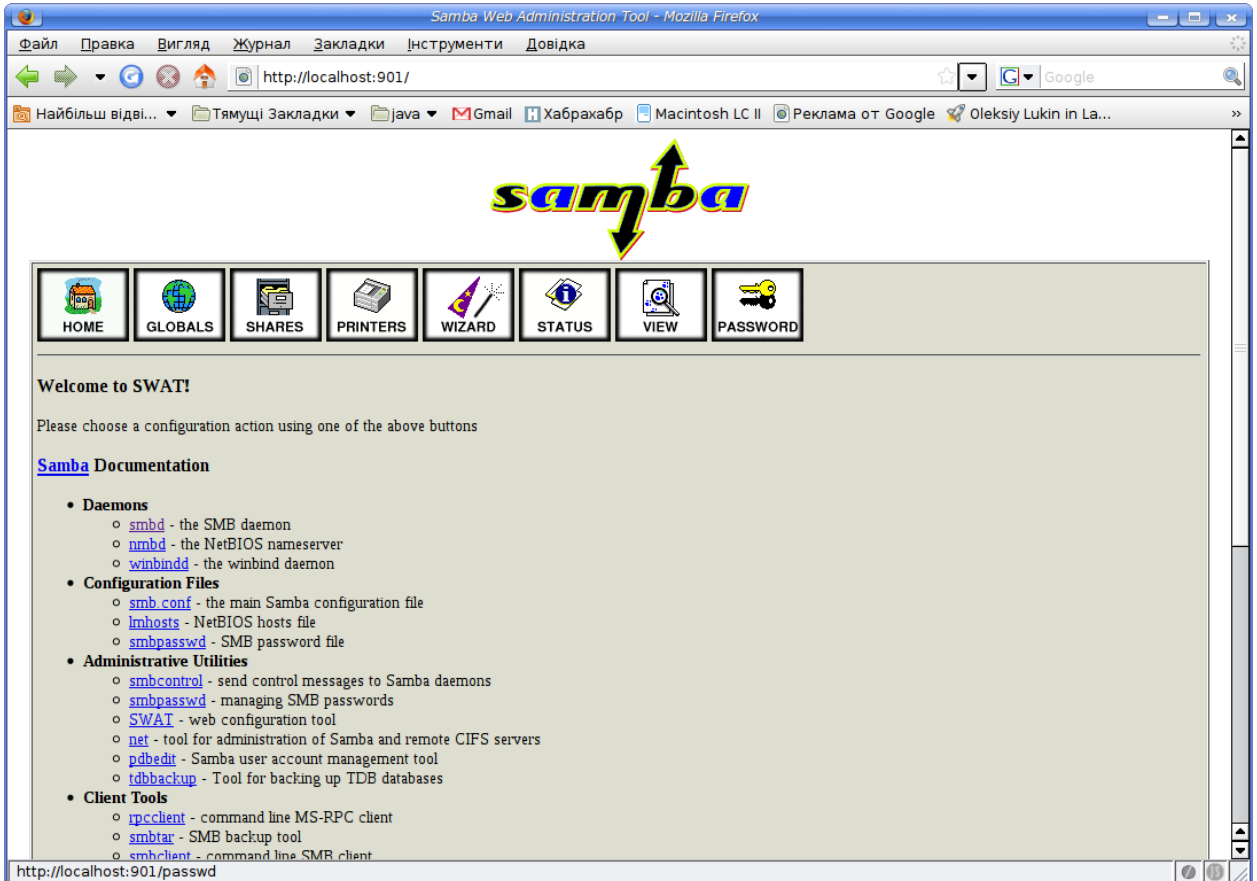 Samba Web Administration Tool - Mozilla Firefox
Файл Правка Вигляд Журнал Закладки Інструменти Довідка
http://localhost:901/ G Google
Найбільш відві... Тямущі Закладки java Gmail Хабрахабр Macintosh LC II Реклама от Google Oleksiy Lukin in La... »
samba
HOME GLOBALS SHARES PRINTERS WIZARD STATUS VIEW PASSWORD
Welcome to SWAT!
Please choose a configuration action using one of the above buttons
Samba Documentation
• Daemons
smbd - the SMB daemon
nmbd - the NetBIOS nameserver
winbindd - the winbind daemon
• Configuration Files
smb.conf - the main Samba configuration file
lmhosts - NetBIOS hosts file
smbpasswd - SMB password file
• Administrative Utilities
smbcontrol - send control messages to Samba daemons
smbpasswd - managing SMB passwords
SWAT - web configuration tool
net - tool for administration of Samba and remote CIFS servers
pdbedit - Samba user account management tool
tdbbackup - Tool for backing up TDB databases
• Client Tools
rpcclient - command line MS-RPC client
smbtar - SMB backup tool
smbclient - command line SMB client
http://localhost:901/passwd